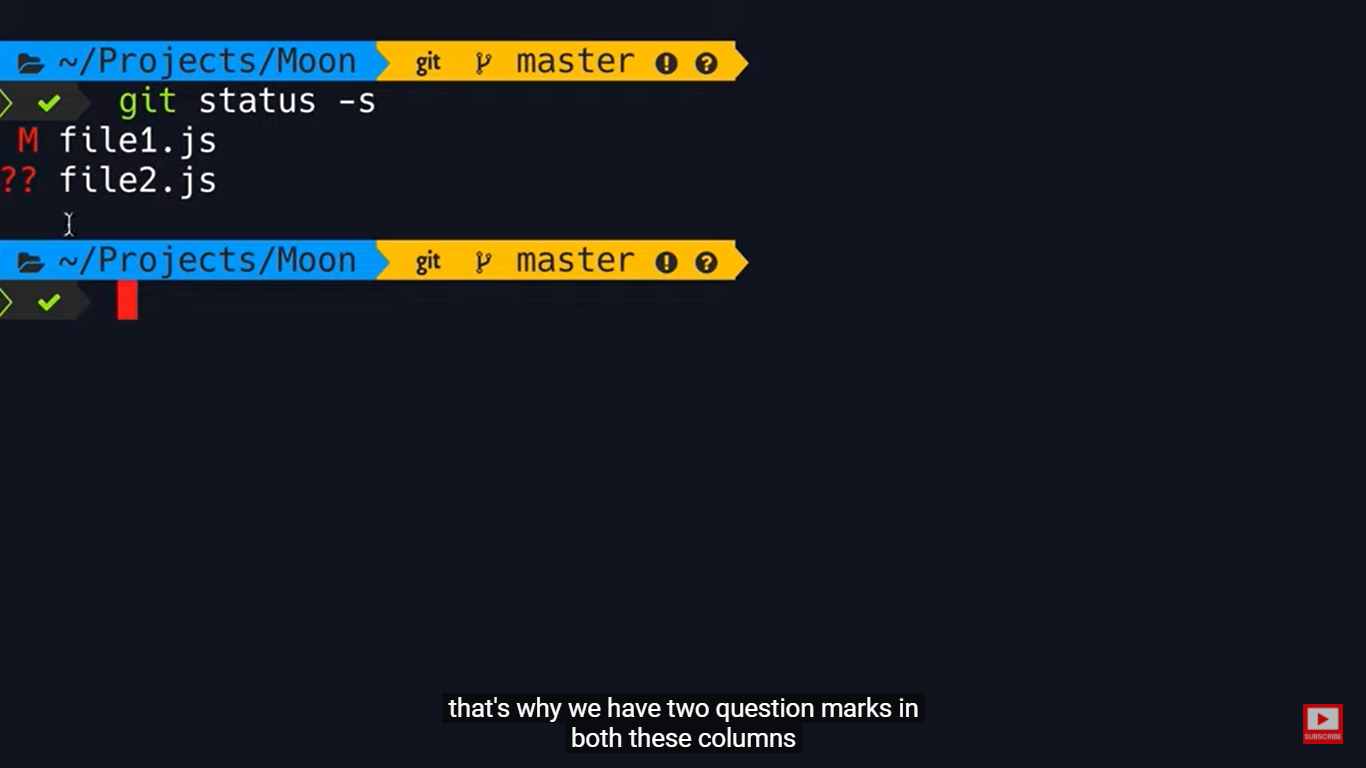 ~/Projects/Moon git master
git status -s
M file1.js
?? file2.js
~/Projects/Moon git master
that's why we have two question marks in
both these columns
SUBSCRIBE